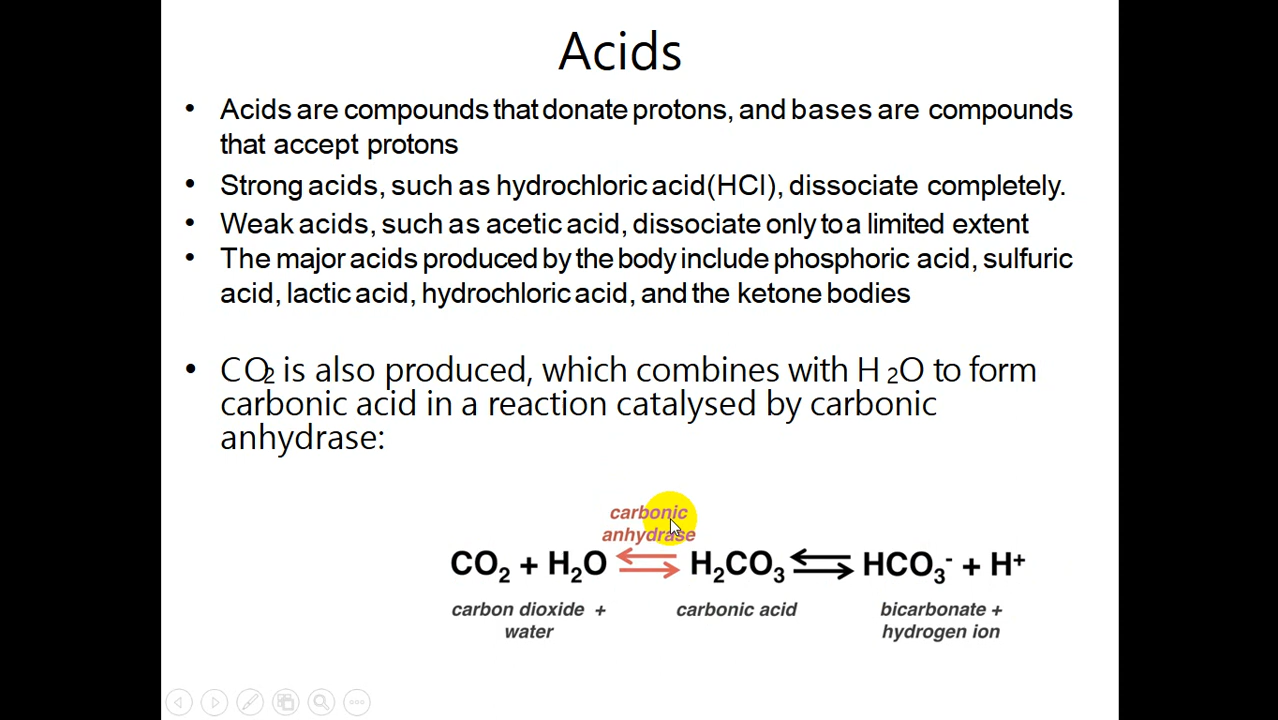 Acids
• Acids are compounds that donate protons, and bases are compounds
that accept protons
• Strong acids, such as hydrochloric acid(HCl), dissociate completely.
• Weak acids, such as acetic acid, dissociate only to a limited extent
• The major acids produced by the body include phosphoric acid, sulfuric
acid, lactic acid, hydrochloric acid, and the ketone bodies
• CO₂ is also produced, which combines with H₂O to form
carbonic acid in a reaction catalysed by carbonic
anhydrase:
carbonic
anhydrase
CO₂ + H₂O ⇌ H₂CO₃ ⇌ HCO₃⁻ + H⁺
carbon dioxide + carbonic acid bicarbonate +
water hydrogen ion